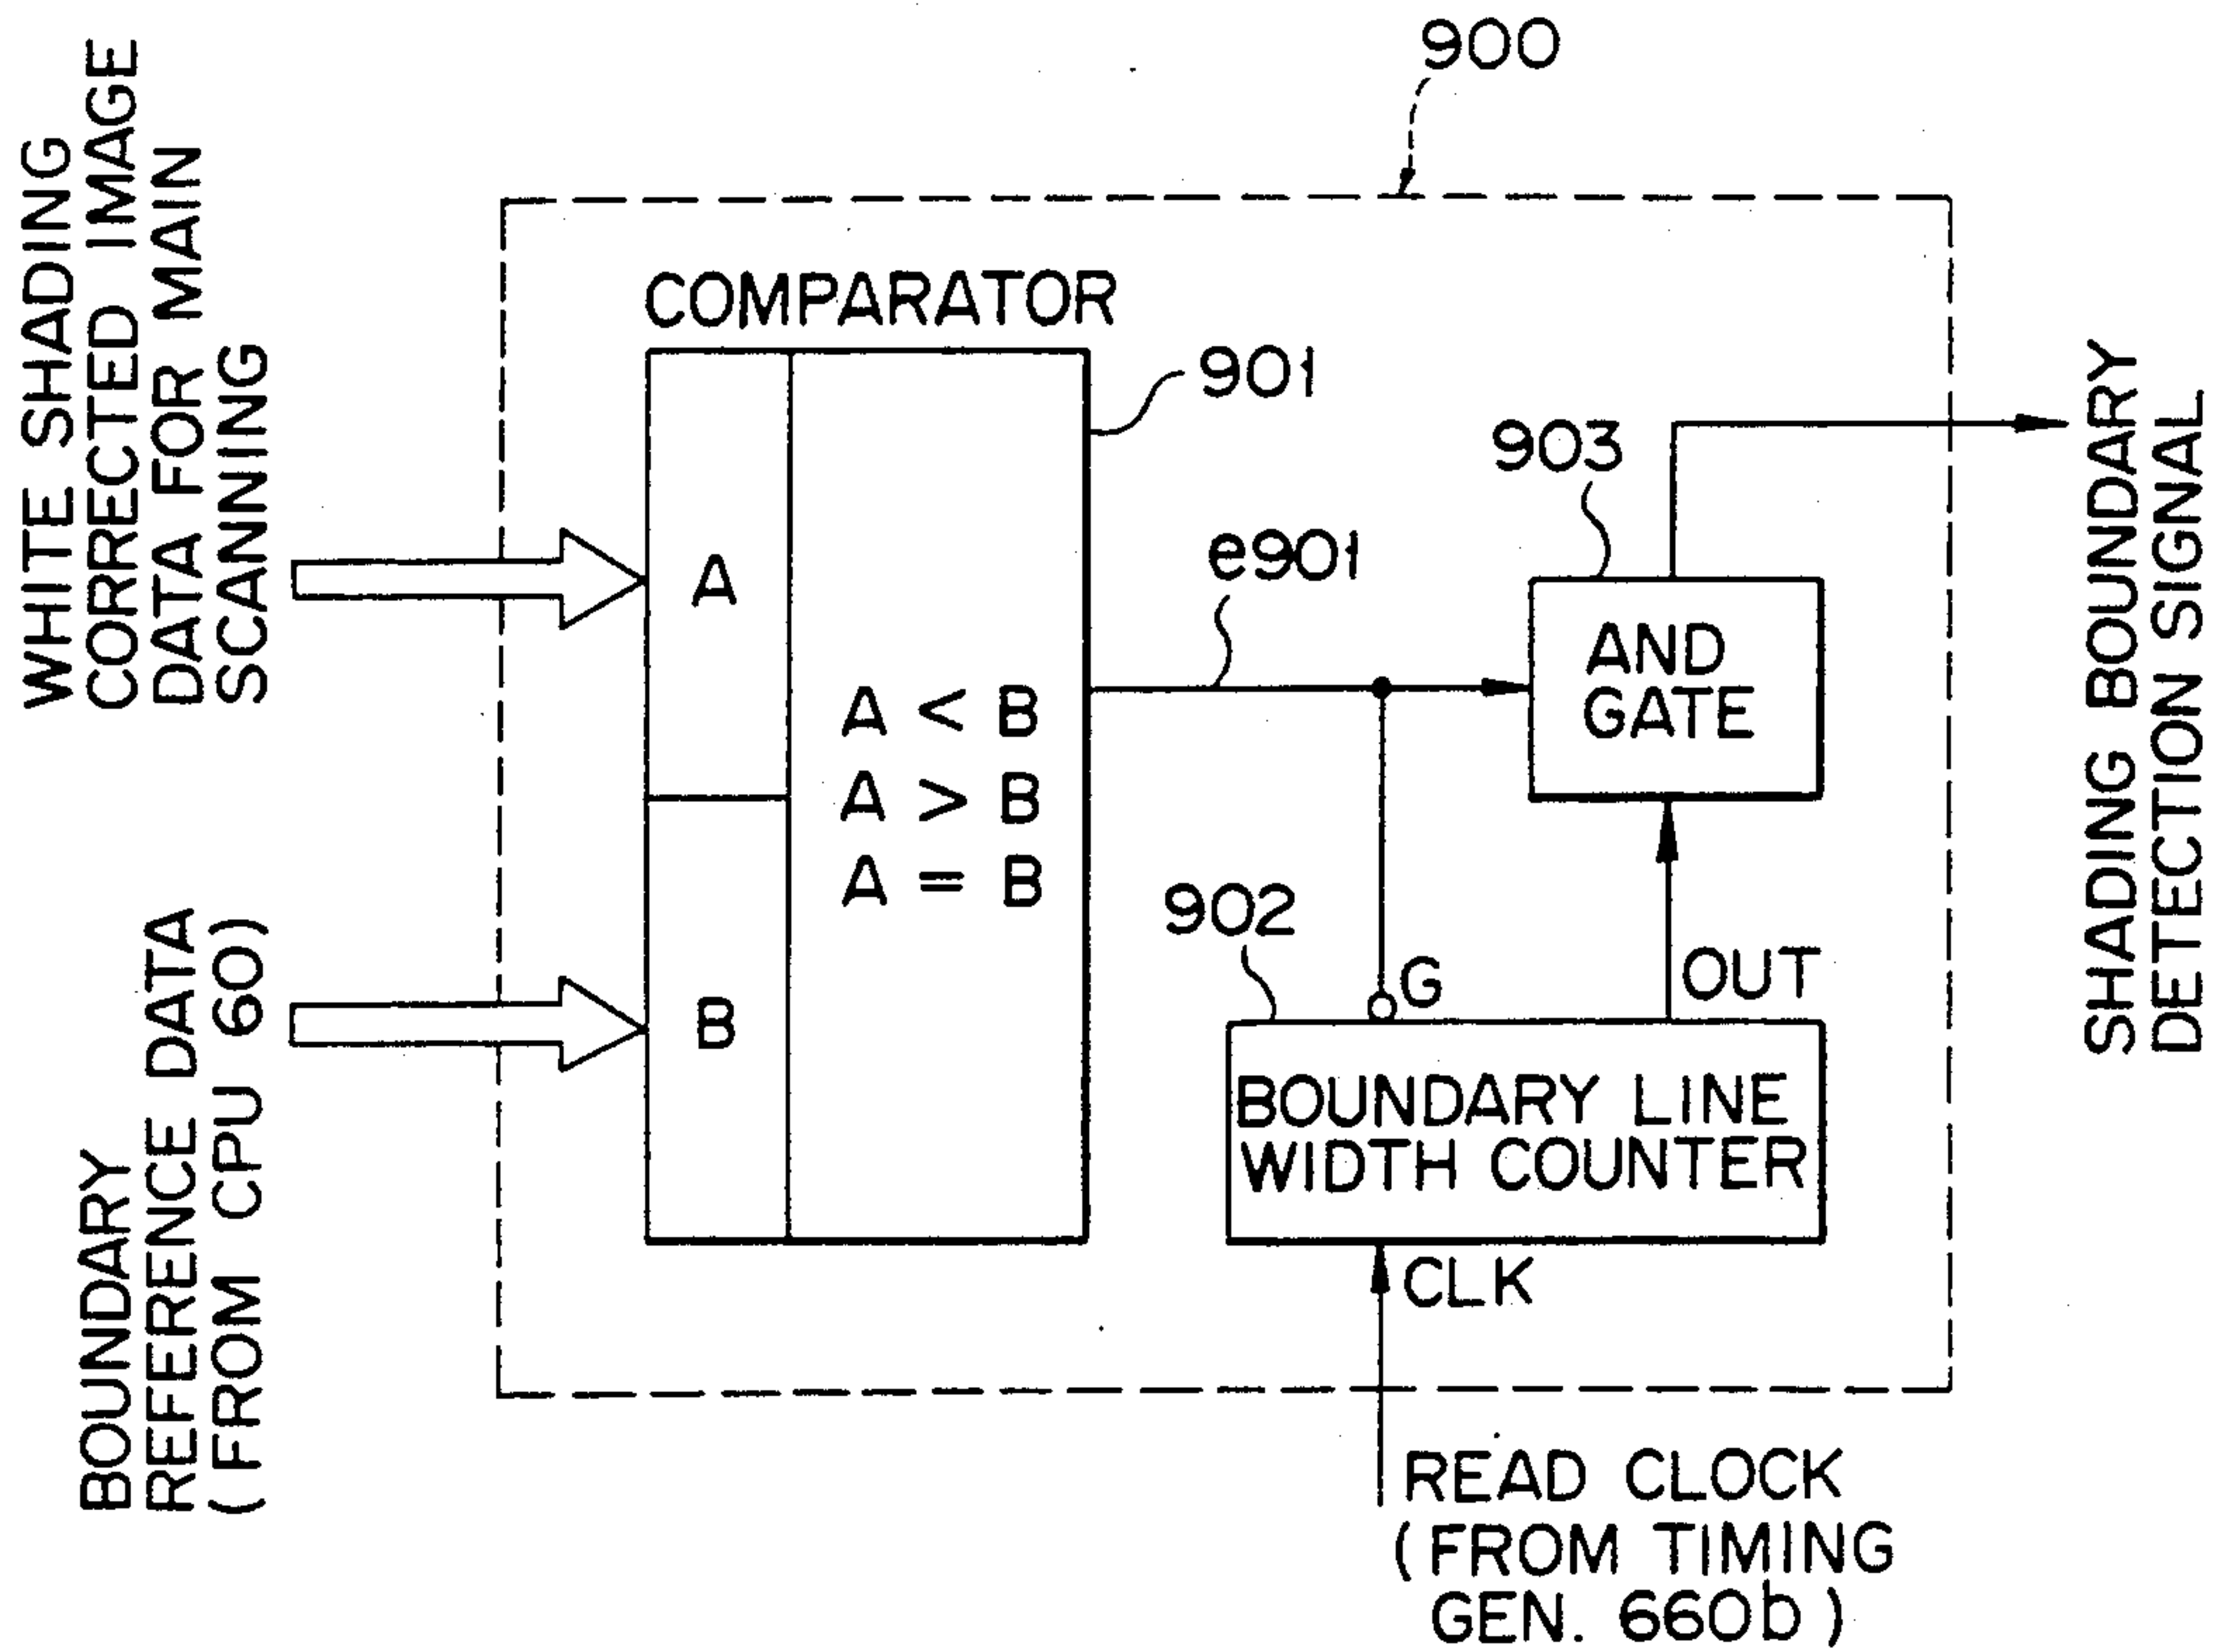 900
WHITE SHADING
CORRECTED IMAGE
DATA FOR MAIN
SCANNING
BOUNDARY
REFERENCE DATA
(FROM CPU 60)
COMPARATOR
901
A
B
A < B
A > B
A = B
e901
903
AND
GATE
902
G
OUT
BOUNDARY LINE
WIDTH COUNTER
CLK
READ CLOCK
(FROM TIMING
GEN. 660b)
SHADING BOUNDARY
DETECTION SIGNAL